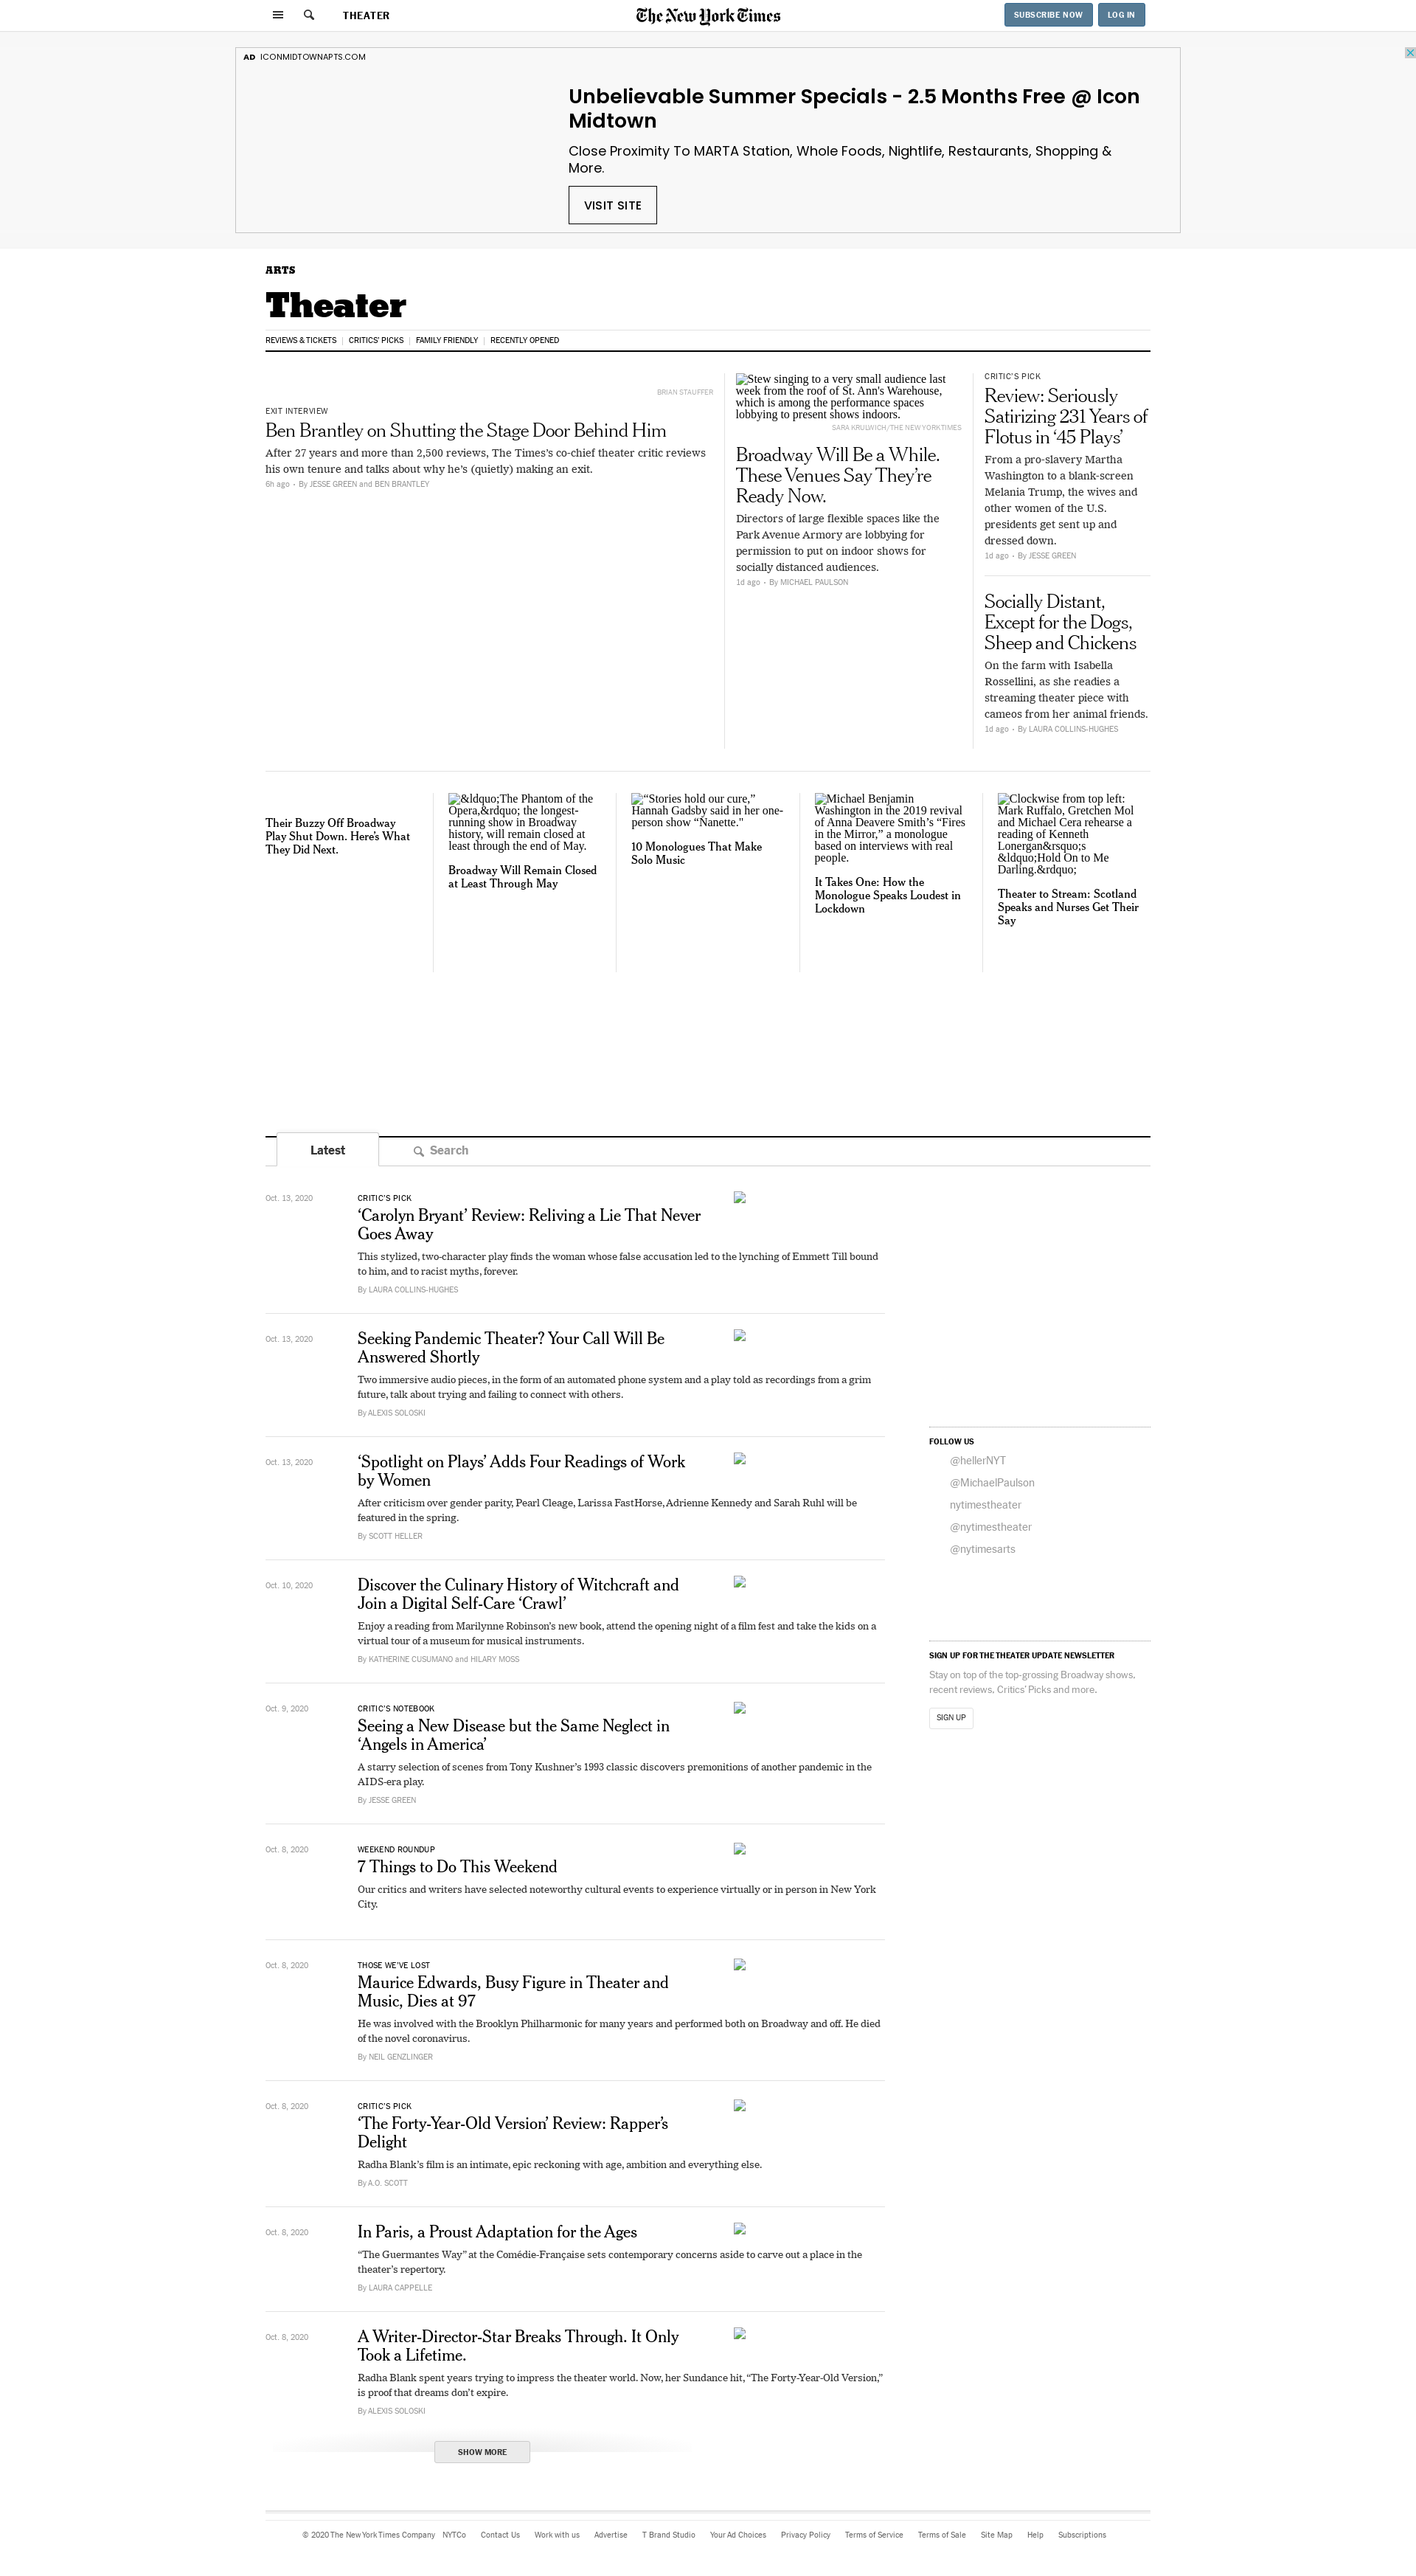 THEATER
The New York Times
SUBSCRIBE NOW
LOG IN
AD ICONMIDTOWNAPTS.COM
Unbelievable Summer Specials - 2.5 Months Free @ Icon
Midtown
Close Proximity To MARTA Station, Whole Foods, Nightlife, Restaurants, Shopping &
More.
VISIT SITE
ARTS
Theater
REVIEWS & TICKETS
CRITICS' PICKS
FAMILY FRIENDLY
RECENTLY OPENED
BRIAN STAUFFER
EXIT INTERVIEW
Ben Brantley on Shutting the Stage Door Behind Him
After 27 years and more than 2,500 reviews, The Times’s co-chief theater critic reviews
his own tenure and talks about why he’s (quietly) making an exit.
6h ago • By JESSE GREEN and BEN BRANTLEY
Stew singing to a very small audience last
week from the roof of St. Ann's Warehouse,
which is among the performance spaces
lobbying to present shows indoors.
SARA KRULWICH/THE NEW YORK TIMES
Broadway Will Be a While.
These Venues Say They’re
Ready Now.
Directors of large flexible spaces like the
Park Avenue Armory are lobbying for
permission to put on indoor shows for
socially distanced audiences.
1d ago • By MICHAEL PAULSON
CRITIC’S PICK
Review: Seriously
Satirizing 231 Years of
Flotus in ‘45 Plays’
From a pro-slavery Martha
Washington to a blank-screen
Melania Trump, the wives and
other women of the U.S.
presidents get sent up and
dressed down.
1d ago • By JESSE GREEN
Socially Distant,
Except for the Dogs,
Sheep and Chickens
On the farm with Isabella
Rossellini, as she readies a
streaming theater piece with
cameos from her animal friends.
1d ago • By LAURA COLLINS-HUGHES
Their Buzzy Off Broadway
Play Shut Down. Here’s What
They Did Next.
&ldquo;The Phantom of the
Opera,&rdquo; the longest-
running show in Broadway
history, will remain closed at
least through the end of May.
Broadway Will Remain Closed
at Least Through May
“Stories hold our cure,”
Hannah Gadsby said in her one-
person show “Nanette."
10 Monologues That Make
Solo Music
Michael Benjamin
Washington in the 2019 revival
of Anna Deavere Smith’s “Fires
in the Mirror,” a monologue
based on interviews with real
people.
It Takes One: How the
Monologue Speaks Loudest in
Lockdown
Clockwise from top left:
Mark Ruffalo, Gretchen Mol
and Michael Cera rehearse a
reading of Kenneth
Lonergan&rsquo;s
&ldquo;Hold On to Me
Darling.&rdquo;
Theater to Stream: Scotland
Speaks and Nurses Get Their
Say
Latest
Search
Oct. 13, 2020
CRITIC’S PICK
‘Carolyn Bryant’ Review: Reliving a Lie That Never
Goes Away
This stylized, two-character play finds the woman whose false accusation led to the lynching of Emmett Till bound
to him, and to racist myths, forever.
By LAURA COLLINS-HUGHES
Oct. 13, 2020
Seeking Pandemic Theater? Your Call Will Be
Answered Shortly
Two immersive audio pieces, in the form of an automated phone system and a play told as recordings from a grim
future, talk about trying and failing to connect with others.
By ALEXIS SOLOSKI
Oct. 13, 2020
‘Spotlight on Plays’ Adds Four Readings of Work
by Women
After criticism over gender parity, Pearl Cleage, Larissa FastHorse, Adrienne Kennedy and Sarah Ruhl will be
featured in the spring.
By SCOTT HELLER
Oct. 10, 2020
Discover the Culinary History of Witchcraft and
Join a Digital Self-Care ‘Crawl’
Enjoy a reading from Marilynne Robinson’s new book, attend the opening night of a film fest and take the kids on a
virtual tour of a museum for musical instruments.
By KATHERINE CUSUMANO and HILARY MOSS
Oct. 9, 2020
CRITIC’S NOTEBOOK
Seeing a New Disease but the Same Neglect in
‘Angels in America’
A starry selection of scenes from Tony Kushner’s 1993 classic discovers premonitions of another pandemic in the
AIDS-era play.
By JESSE GREEN
Oct. 8, 2020
WEEKEND ROUNDUP
7 Things to Do This Weekend
Our critics and writers have selected noteworthy cultural events to experience virtually or in person in New York
City.
Oct. 8, 2020
THOSE WE’VE LOST
Maurice Edwards, Busy Figure in Theater and
Music, Dies at 97
He was involved with the Brooklyn Philharmonic for many years and performed both on Broadway and off. He died
of the novel coronavirus.
By NEIL GENZLINGER
Oct. 8, 2020
CRITIC’S PICK
‘The Forty-Year-Old Version’ Review: Rapper’s
Delight
Radha Blank’s film is an intimate, epic reckoning with age, ambition and everything else.
By A.O. SCOTT
Oct. 8, 2020
In Paris, a Proust Adaptation for the Ages
“The Guermantes Way” at the Comédie-Française sets contemporary concerns aside to carve out a place in the
theater’s repertory.
By LAURA CAPPELLE
Oct. 8, 2020
A Writer-Director-Star Breaks Through. It Only
Took a Lifetime.
Radha Blank spent years trying to impress the theater world. Now, her Sundance hit, “The Forty-Year-Old Version,”
is proof that dreams don’t expire.
By ALEXIS SOLOSKI
SHOW MORE
FOLLOW US
@hellerNYT
@MichaelPaulson
nytimestheater
@nytimestheater
@nytimesarts
SIGN UP FOR THE THEATER UPDATE NEWSLETTER
Stay on top of the top-grossing Broadway shows,
recent reviews, Critics’ Picks and more.
SIGN UP
© 2020 The New York Times Company
NYTCo
Contact Us
Work with us
Advertise
T Brand Studio
Your Ad Choices
Privacy Policy
Terms of Service
Terms of Sale
Site Map
Help
Subscriptions